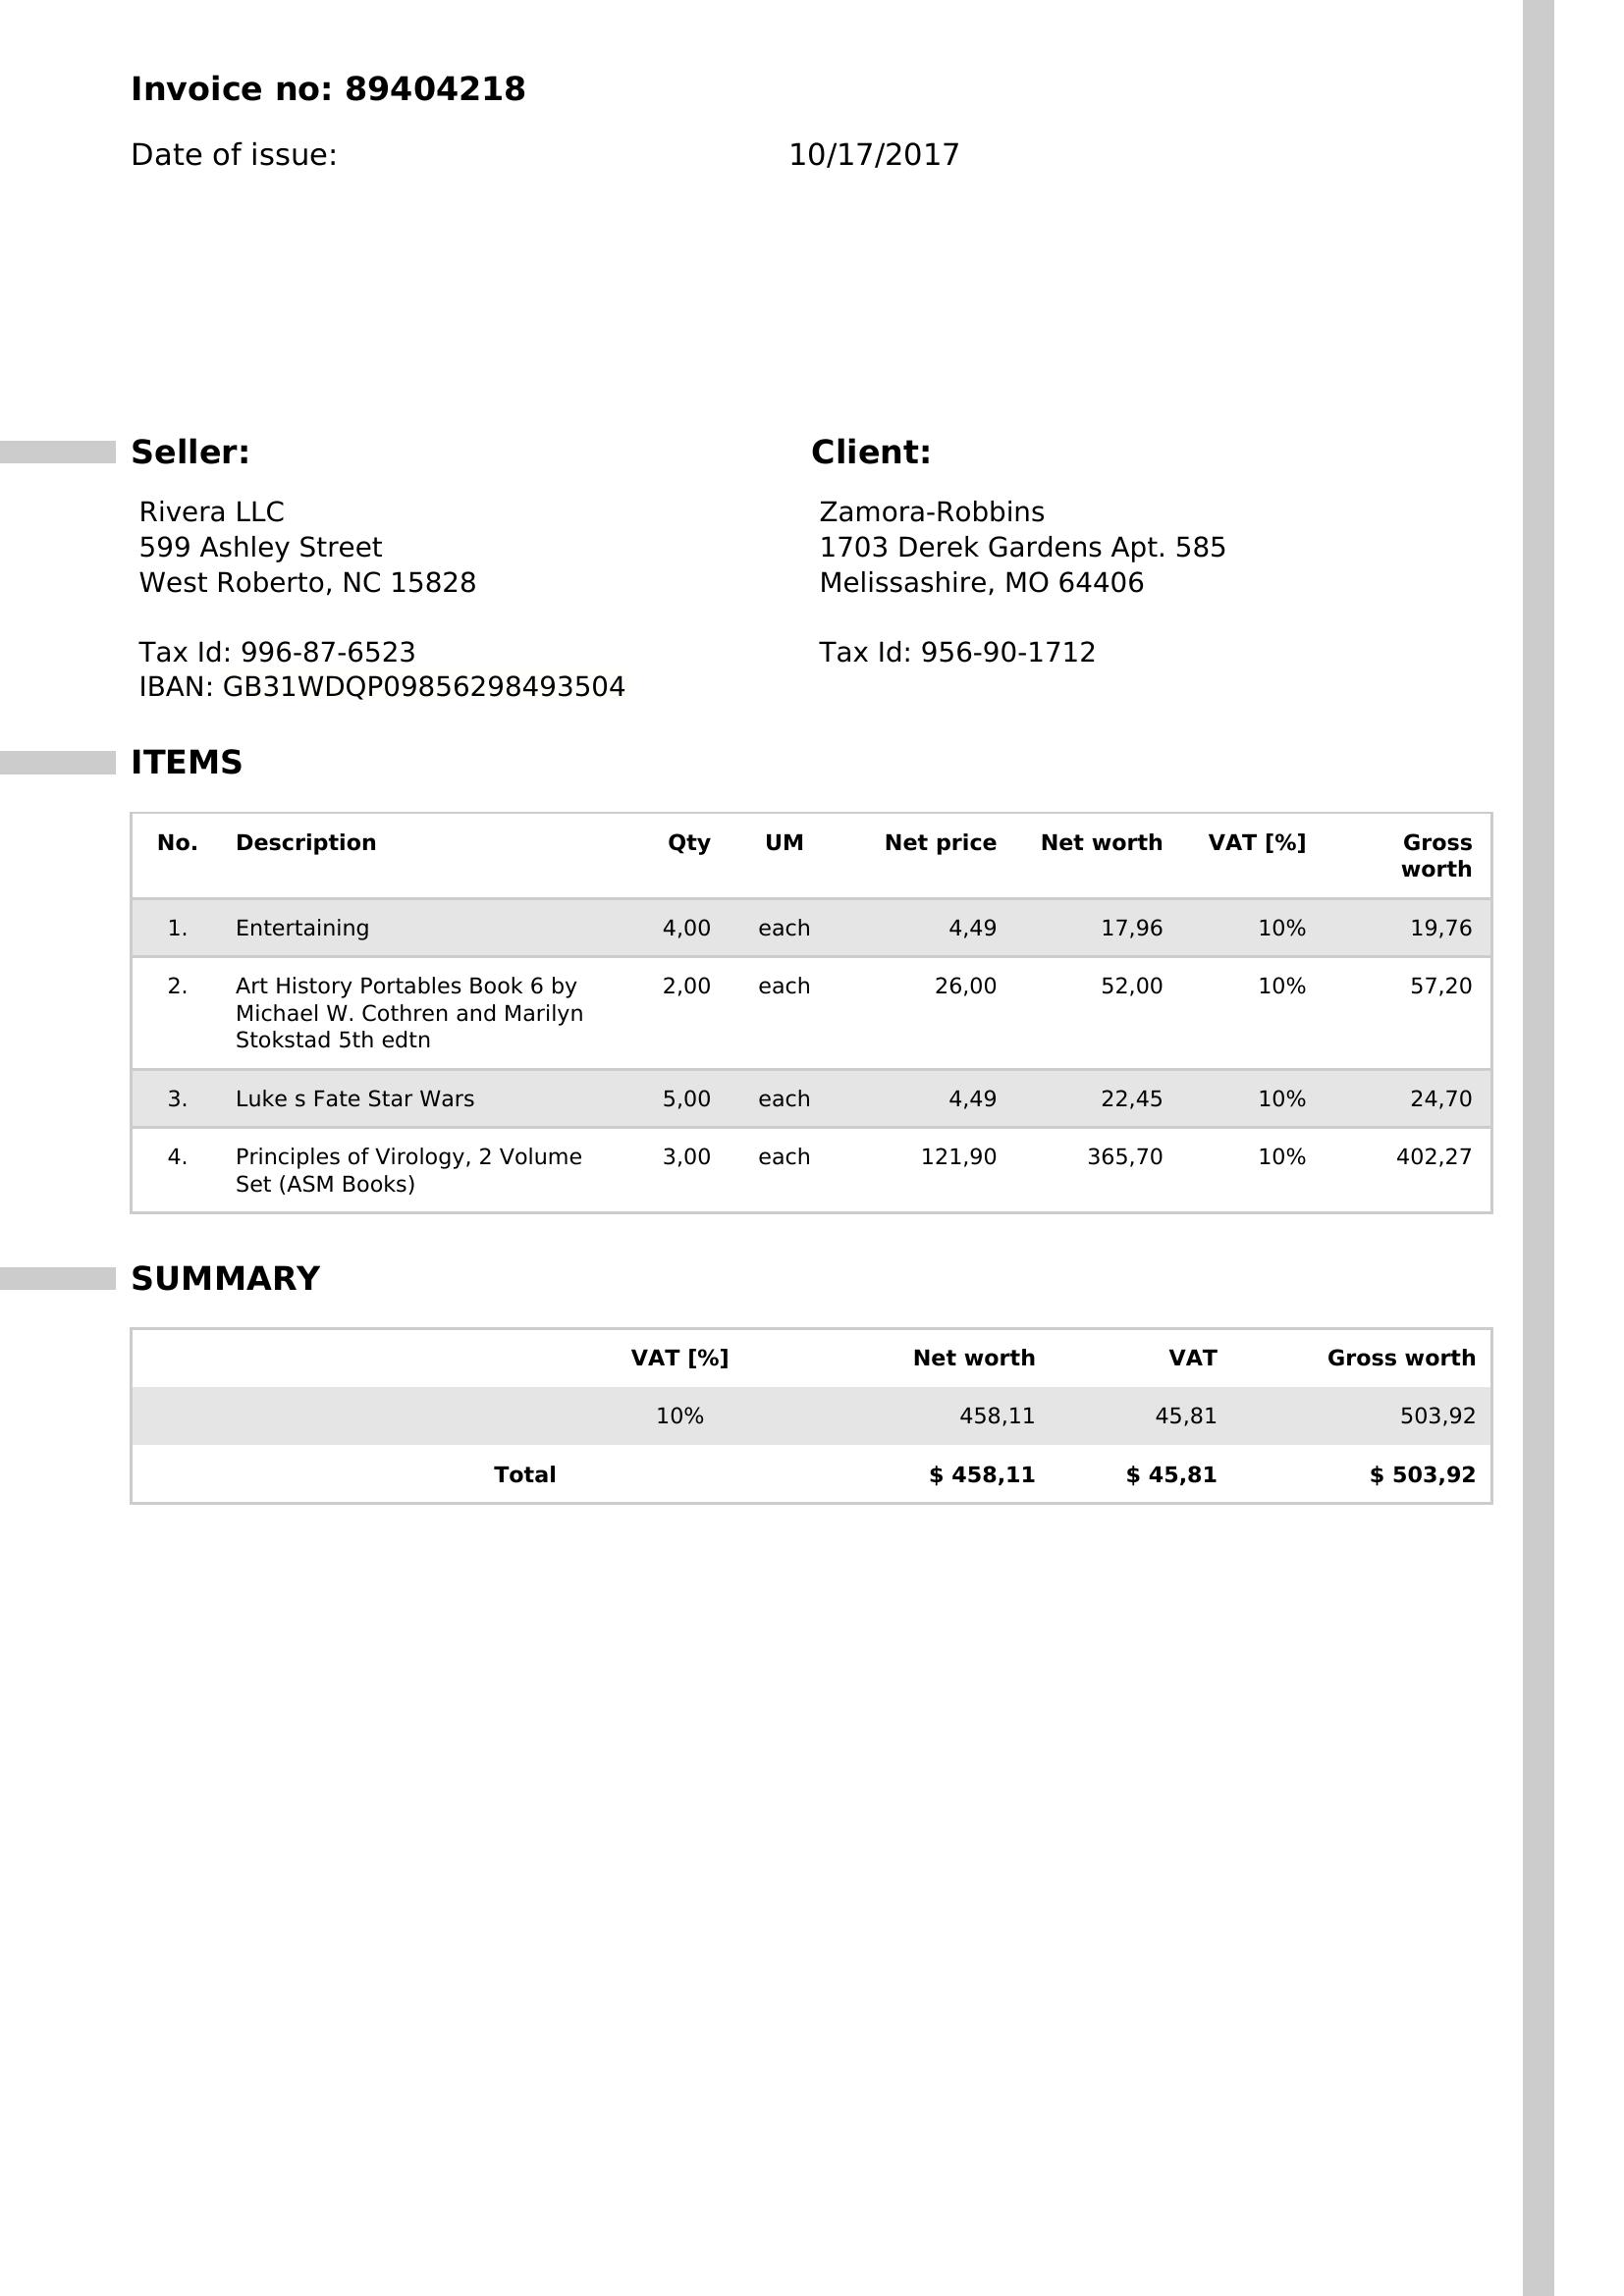 Invoice no: 89404218
Date of issue: 10/17/2017
Seller:
Rivera LLC
599 Ashley Street
West Roberto, NC 15828
Tax Id: 996-87-6523
IBAN: GB31WDQP09856298493504
Client:
Zamora-Robbins
1703 Derek Gardens Apt. 585
Melissashire, MO 64406
Tax Id: 956-90-1712
ITEMS
No. Description Qty UM Net price Net worth VAT [%] Gross
worth
1. Entertaining 4,00 each 4,49 17,96 10% 19,76
2. Art History Portables Book 6 by 2,00 each 26,00 52,00 10% 57,20
Michael W. Cothren and Marilyn
Stokstad 5th edtn
3. Luke s Fate Star Wars 5,00 each 4,49 22,45 10% 24,70
4. Principles of Virology, 2 Volume 3,00 each 121,90 365,70 10% 402,27
Set (ASM Books)
SUMMARY
VAT [%] Net worth VAT Gross worth
10% 458,11 45,81 503,92
Total $ 458,11 $ 45,81 $ 503,92